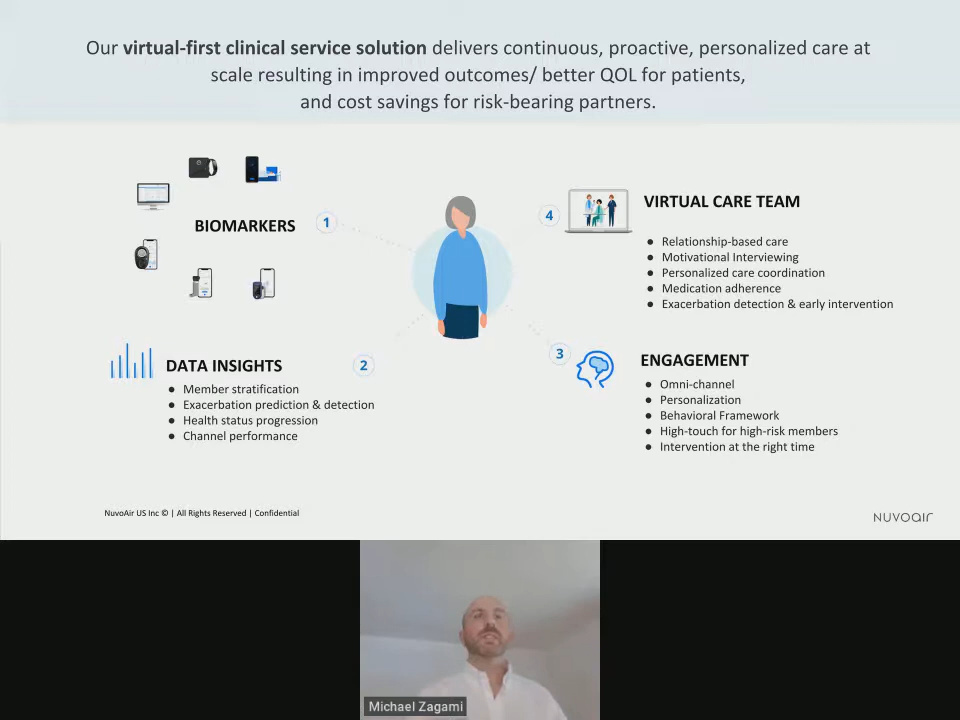 Our virtual-first clinical service solution delivers continuous, proactive, personalized care at
scale resulting in improved outcomes/ better QOL for patients,
and cost savings for risk-bearing partners.
BIOMARKERS
1
DATA INSIGHTS
2
● Member stratification
● Exacerbation prediction & detection
● Health status progression
● Channel performance
4
VIRTUAL CARE TEAM
● Relationship-based care
● Motivational Interviewing
● Personalized care coordination
● Medication adherence
● Exacerbation detection & early intervention
3
ENGAGEMENT
● Omni-channel
● Personalization
● Behavioral Framework
● High-touch for high-risk members
● Intervention at the right time
NuvoAir US Inc © | All Rights Reserved | Confidential
NUVOAIR
Michael Zagami